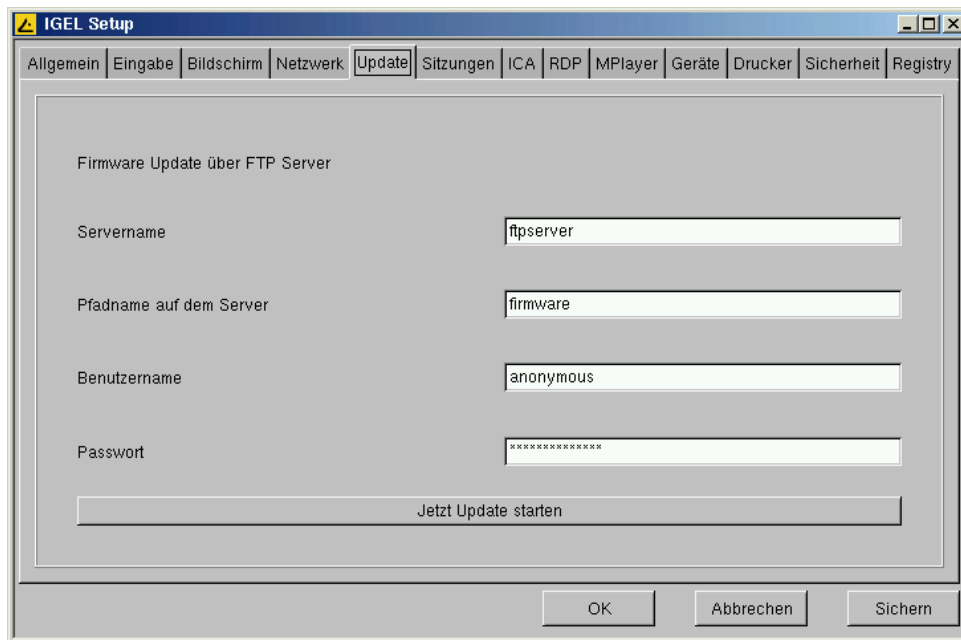 IGEL Setup
Allgemein Eingabe Bildschirm Netzwerk Update Sitzungen ICA RDP MPlayer Geräte Drucker Sicherheit Registry
Firmware Update über FTP Server
Servername ftpserver
Pfadname auf dem Server firmware
Benutzername anonymous
Passwort **************
Jetzt Update starten
OK Abbrechen Sichern